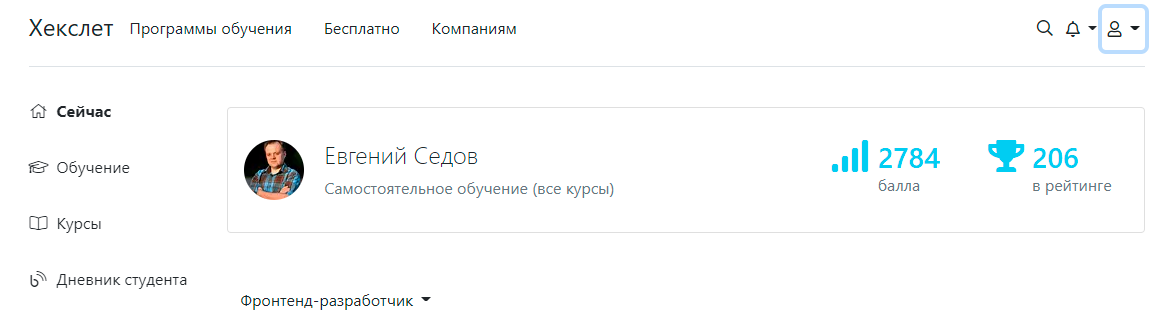 Хекслет Программы обучения Бесплатно Компаниям
Сейчас
Обучение
Курсы
Дневник студента
Евгений Седов
Самостоятельное обучение (все курсы)
2784
балла
206
в рейтинге
Фронтенд-разработчик